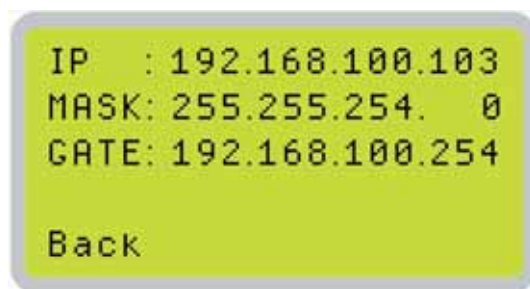 IP  : 192.168.100.103
MASK: 255.255.254.  0
GATE: 192.168.100.254
Back